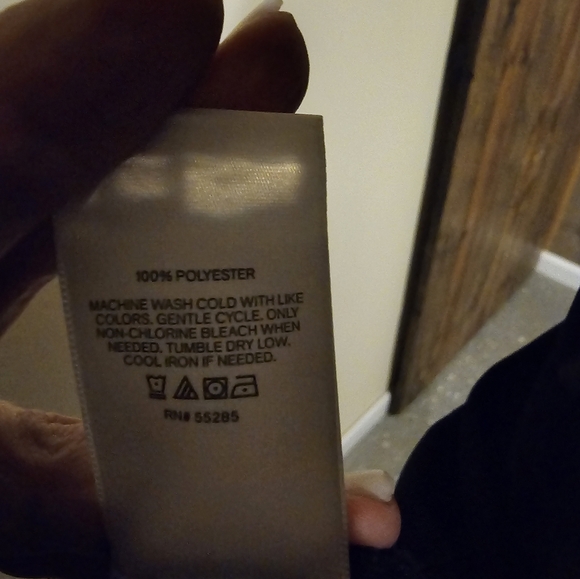 100% POLYESTER
MACHINE WASH COLD WITH LIKE
COLORS. GENTLE CYCLE. ONLY
NON-CHLORINE BLEACH WHEN
NEEDED. TUMBLE DRY LOW.
COOL IRON IF NEEDED.
RN# 55285